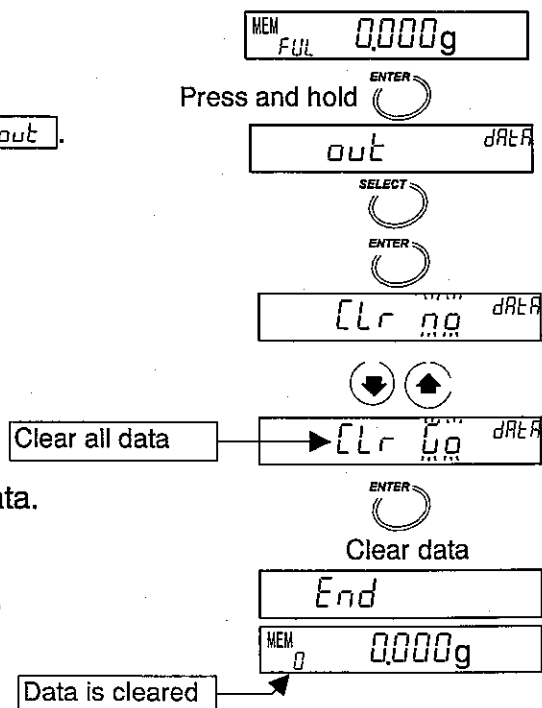 MEM FUL 0.000g
ENTER
Press and hold
out.
out dAtA
SELECT
ENTER
CLr no dAtA
Clear all data
CLr Go dAtA
ENTER
ta.
Clear data
End
MEM 0 0.000g
Data is cleared